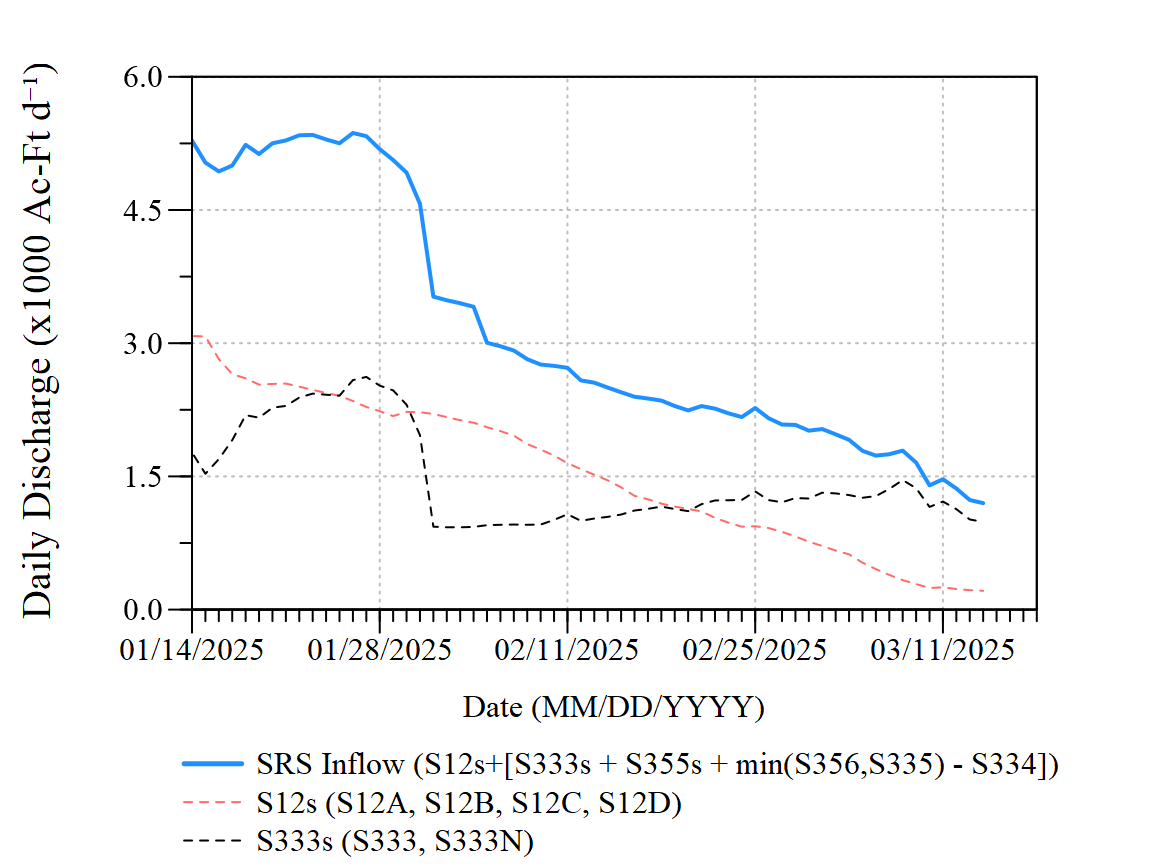 Daily Discharge (x1000 Ac-Ft d⁻¹)
6.0
4.5
3.0
1.5
0.0
01/14/2025 01/28/2025 02/11/2025 02/25/2025 03/11/2025
Date (MM/DD/YYYY)
SRS Inflow (S12s+[S333s + S355s + min(S356,S335) - S334])
S12s (S12A, S12B, S12C, S12D)
S333s (S333, S333N)